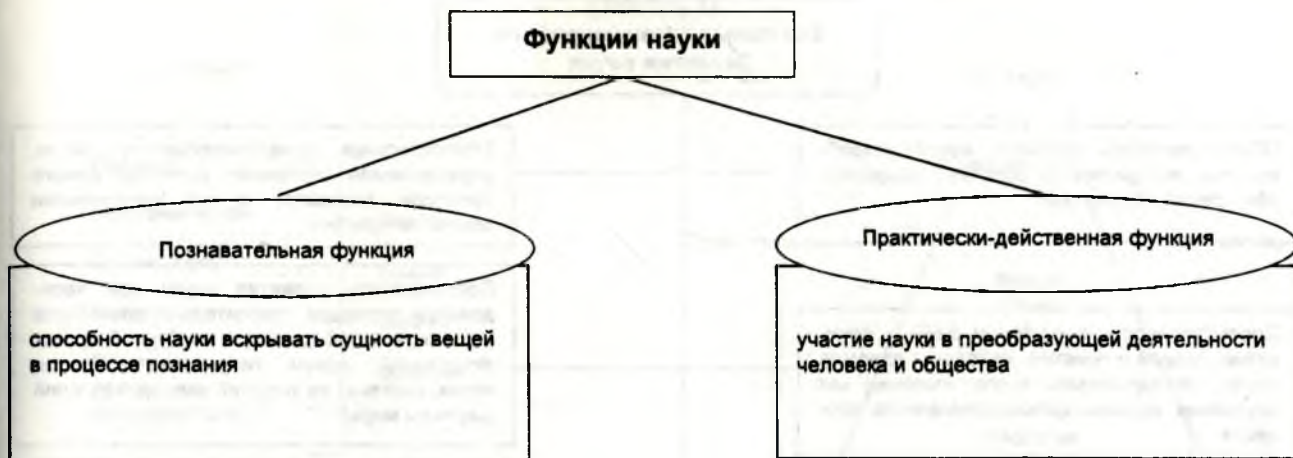 Функции науки
Познавательная функция
способность науки вскрывать сущность вещей
в процессе познания
Практически-действенная функция
участие науки в преобразующей деятельности
человека и общества